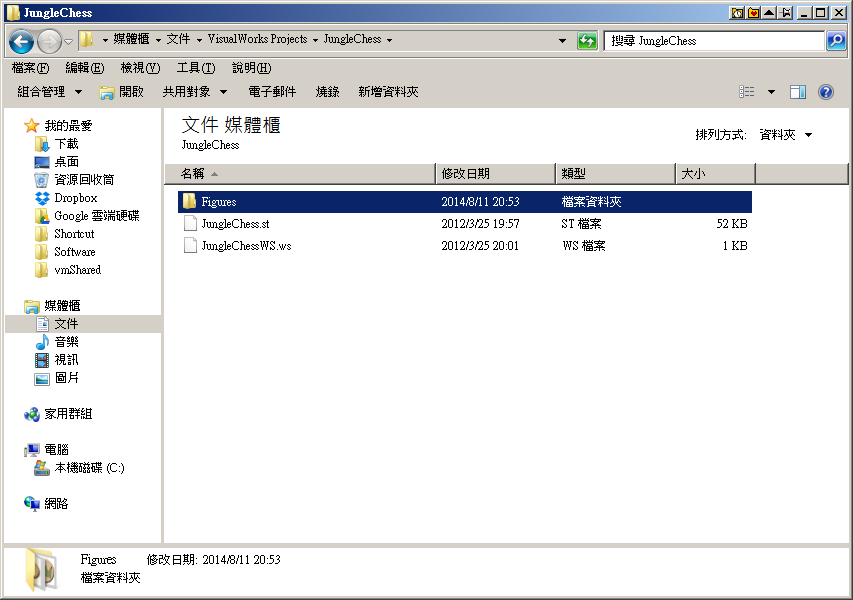 JungleChess
媒體櫃 文件 VisualWorks Projects JungleChess
搜尋 JungleChess
檔案(F) 編輯(E) 檢視(V) 工具(T) 說明(H)
組合管理 開啟 共用對象 電子郵件 燒錄 新增資料夾
我的最愛
下載
桌面
資源回收筒
Dropbox
Google 雲端硬碟
Shortcut
Software
vmShared
媒體櫃
文件
音樂
視訊
圖片
家用群組
電腦
本機磁碟 (C:)
網路
文件 媒體櫃
JungleChess
排列方式: 資料夾
名稱 修改日期 類型 大小
Figures 2014/8/11 20:53 檔案資料夾
JungleChess.st 2012/3/25 19:57 ST 檔案 52 KB
JungleChessWS.ws 2012/3/25 20:01 WS 檔案 1 KB
Figures 修改日期: 2014/8/11 20:53
檔案資料夾